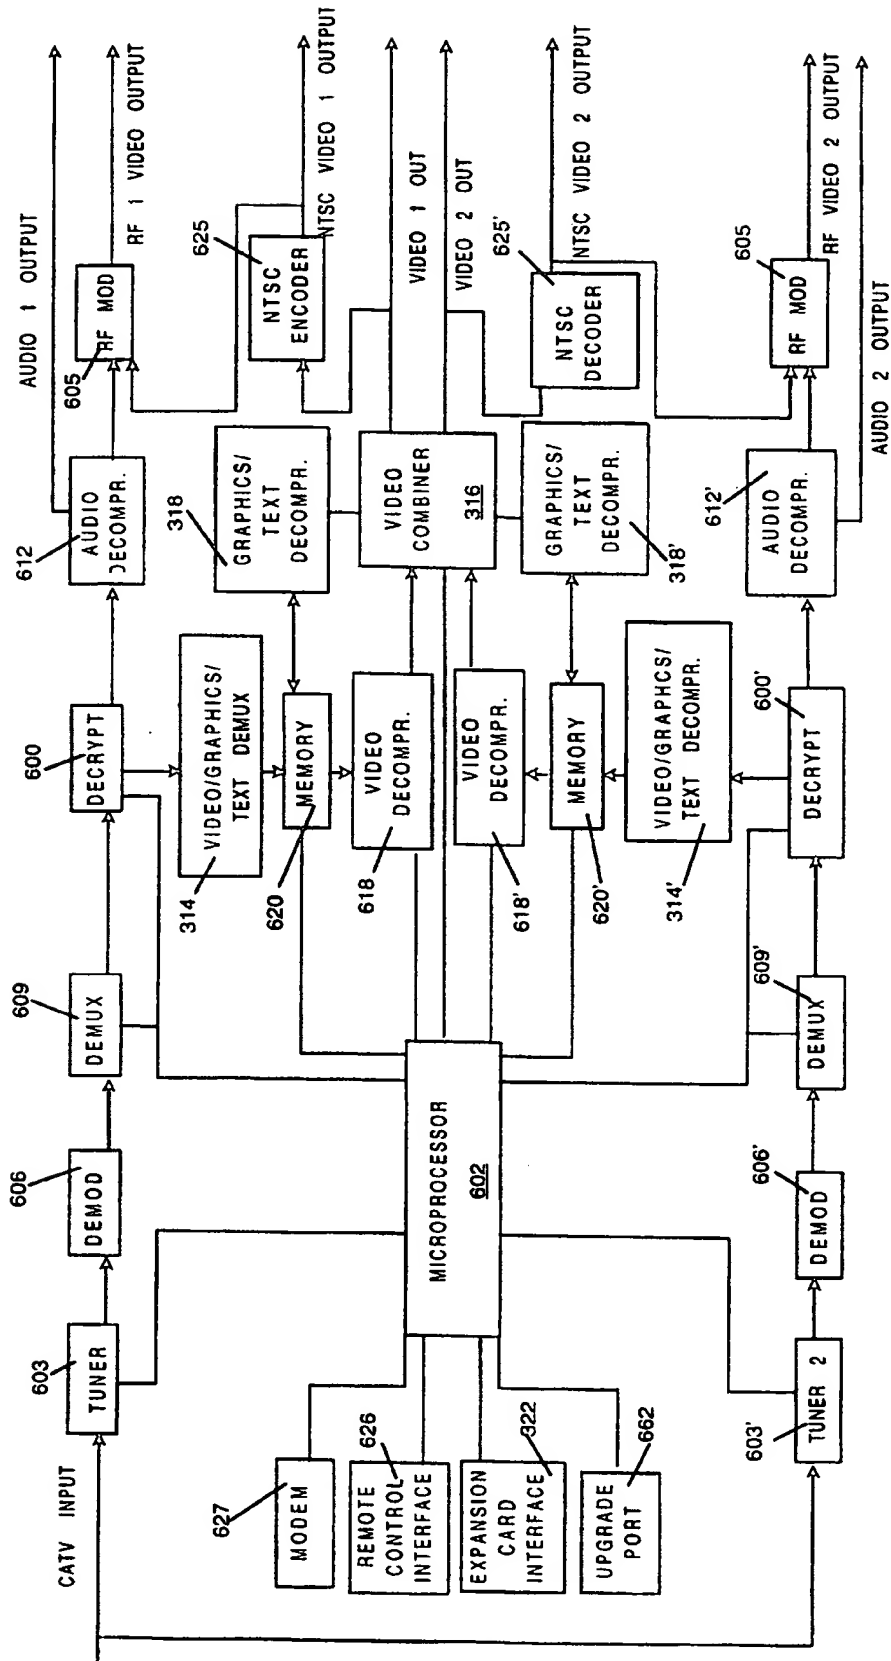 CATV INPUT
603
TUNER
606
DEMOD
609
DEMUX
600
DECRYPT
612
AUDIO
DECOMPR.
605
RF MOD
AUDIO 1 OUTPUT
RF 1 VIDEO OUTPUT
314
VIDEO/GRAPHICS/
TEXT DEMUX
318
GRAPHICS/
TEXT
DECOMPR.
625
NTSC
ENCODER
NTSC VIDEO 1 OUTPUT
620
MEMORY
618
VIDEO
DECOMPR.
VIDEO
COMBINER
316
VIDEO 1 OUT
VIDEO 2 OUT
627
MODEM
626
REMOTE
CONTROL
INTERFACE
322
EXPANSION
CARD
INTERFACE
662
UPGRADE
PORT
MICROPROCESSOR
602
618'
VIDEO
DECOMPR.
620'
MEMORY
318'
GRAPHICS/
TEXT
DECOMPR.
625'
NTSC
DECODER
NTSC VIDEO 2 OUTPUT
314'
VIDEO/GRAPHCS/
TEXT DECOMPR.
603'
TUNER 2
606'
DEMOD
609'
DEMUX
600'
DECRYPT
612'
AUDIO
DECOMPR.
605
RF MOD
RF VIDEO 2 OUTPUT
AUDIO 2 OUTPUT